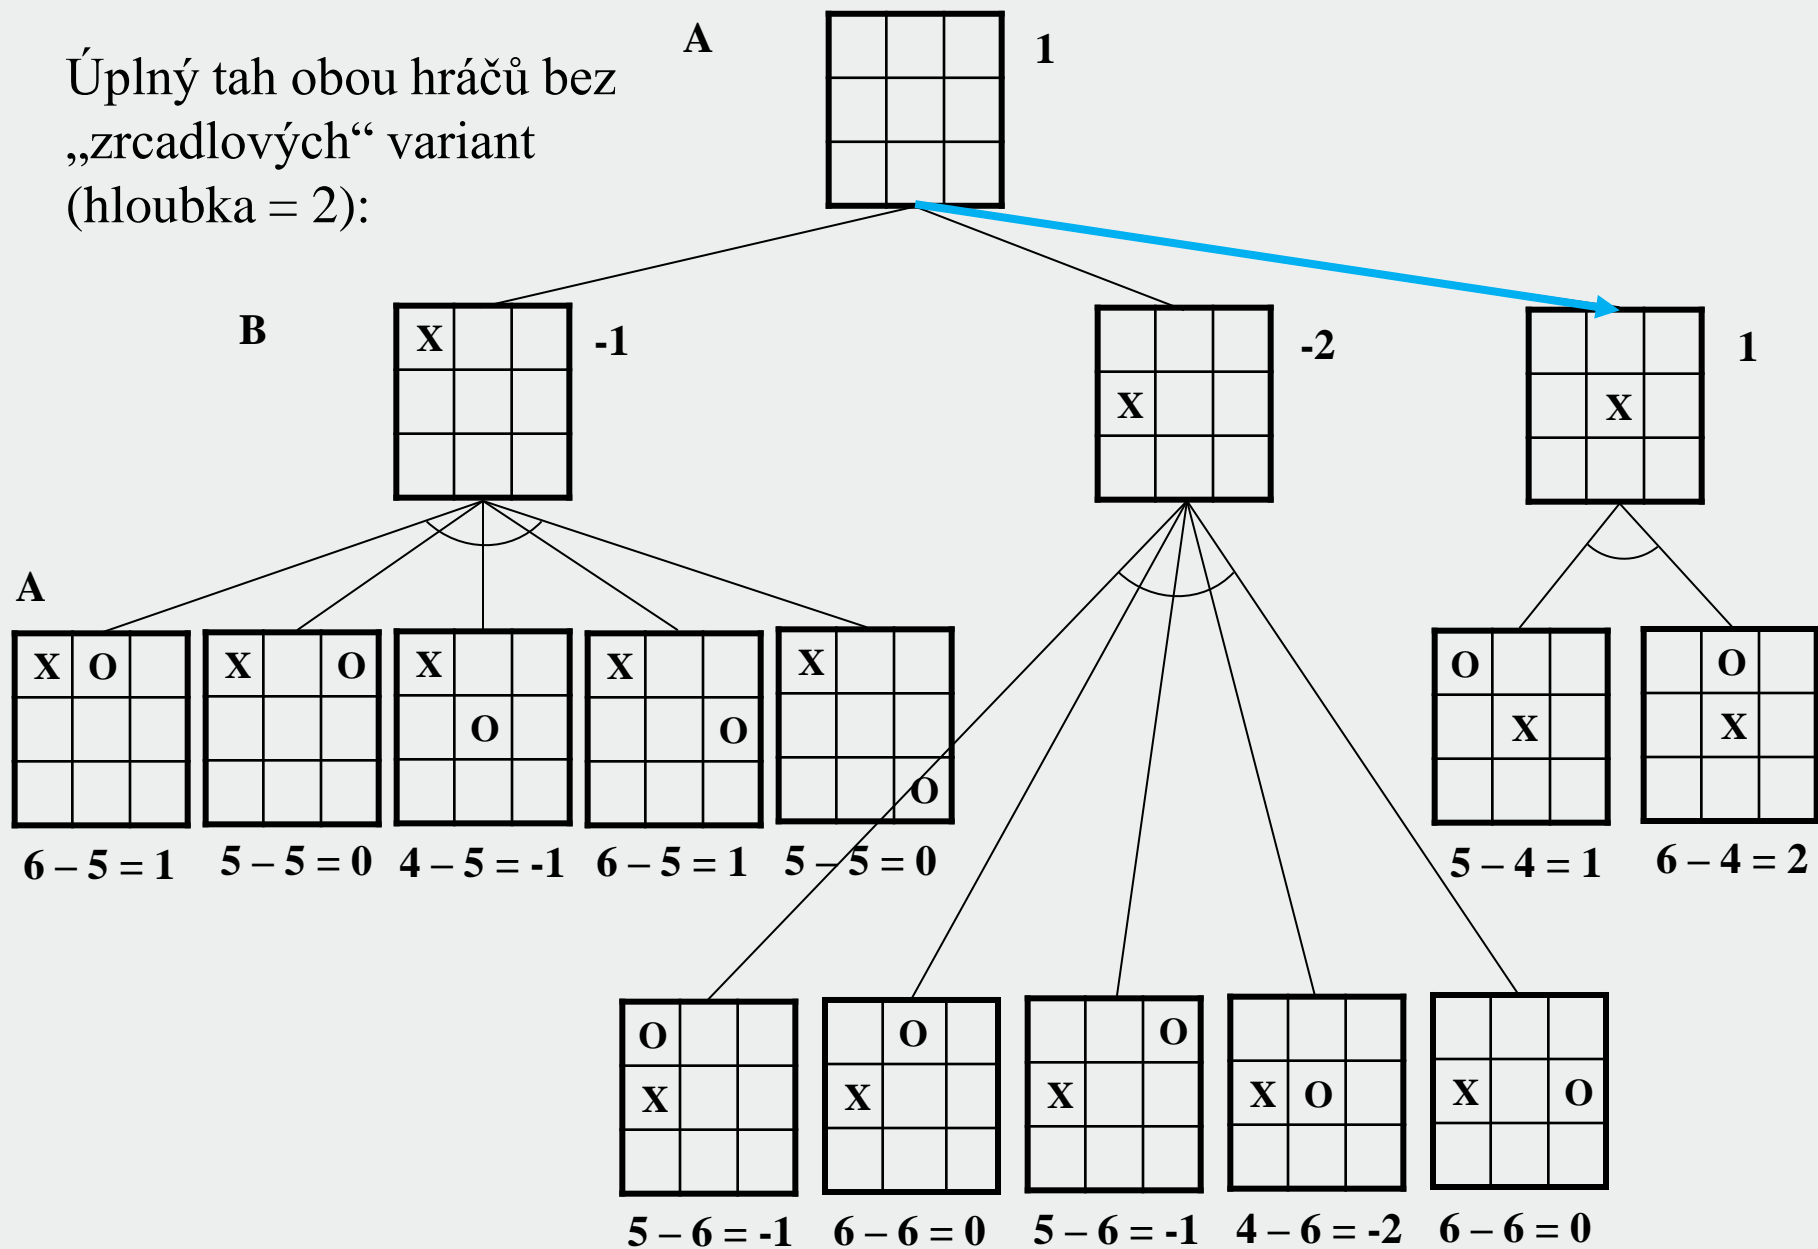 A
1
Úplný tah obou hráčů bez
„zrcadlových“ variant
(hloubka = 2):
B
X
-1
X
-2
X
1
A
X O
X O
X
O
X
O
X
O
O
X
O
X
6 – 5 = 1
5 – 5 = 0
4 – 5 = -1
6 – 5 = 1
5 – 5 = 0
5 – 4 = 1
6 – 4 = 2
O
X
O
X
O
X
X O
X O
5 – 6 = -1
6 – 6 = 0
5 – 6 = -1
4 – 6 = -2
6 – 6 = 0